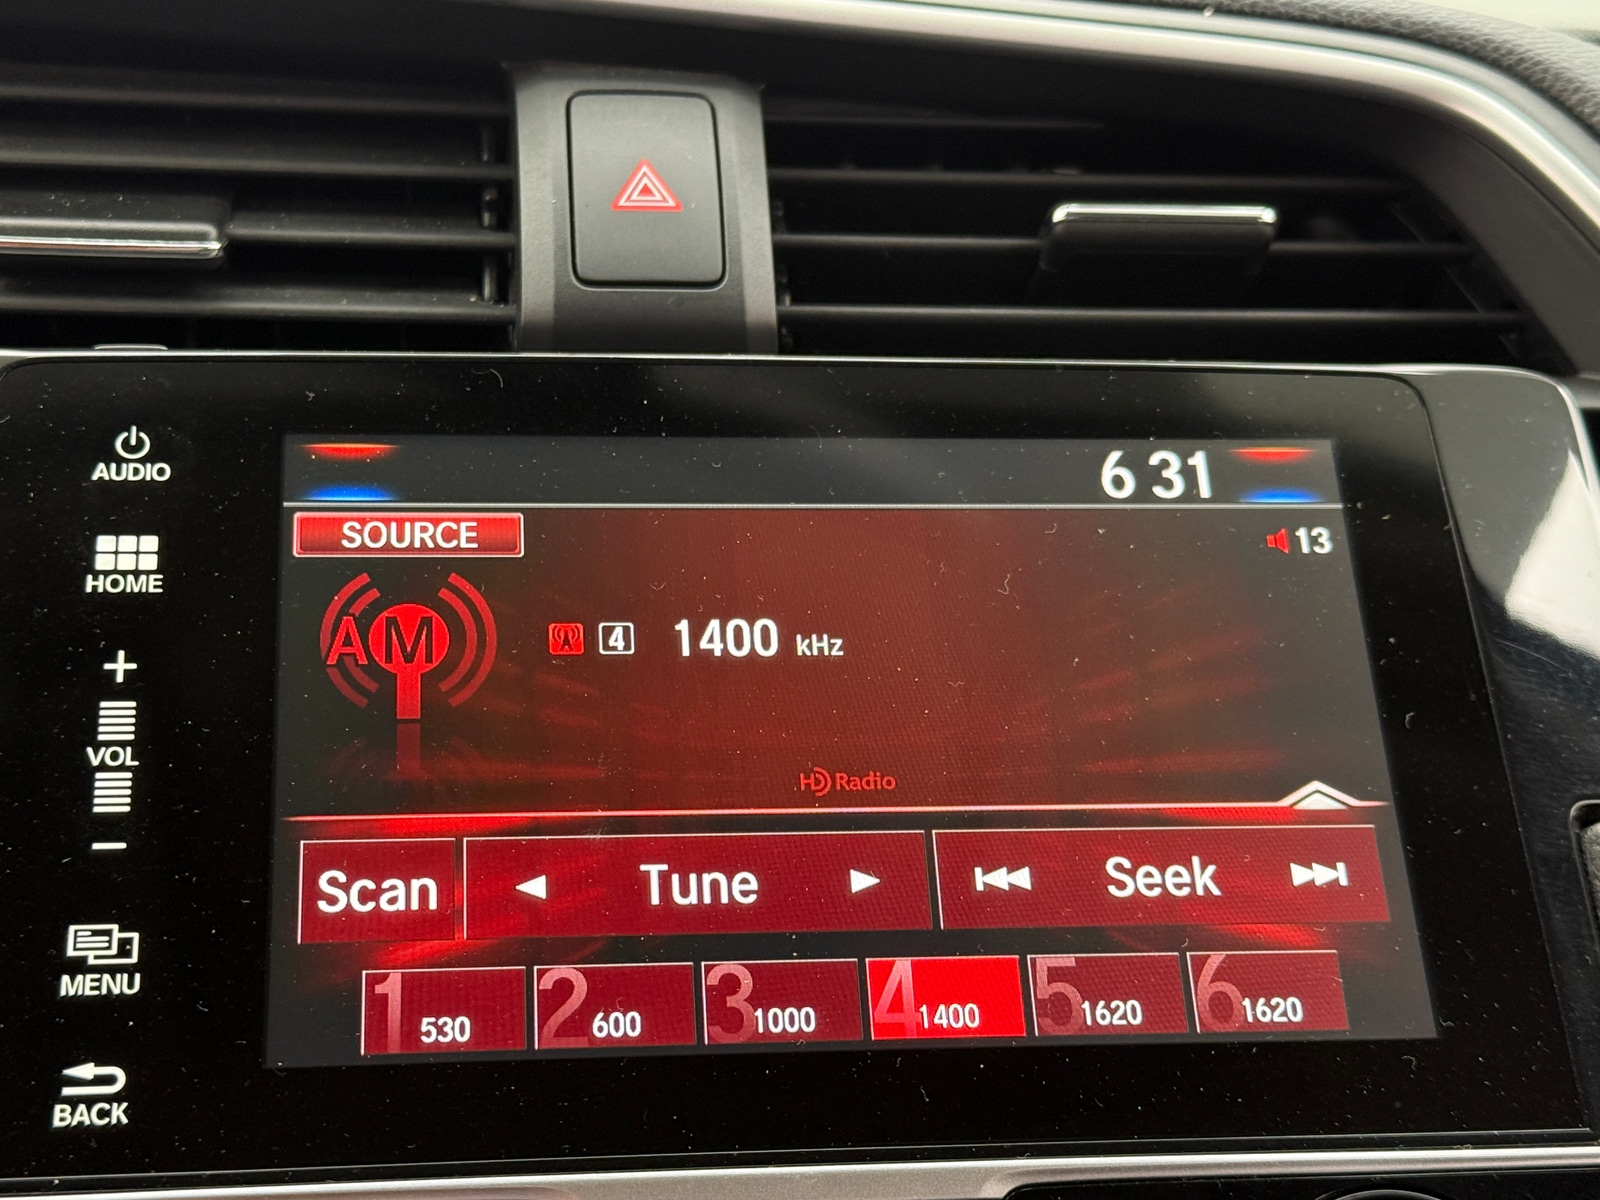 AUDIO
HOME
+
VOL
−
MENU
BACK
6 31
SOURCE
13
AM
4 1400 kHz
HD Radio
Scan Tune Seek
1 530 2 600 3 1000 4 1400 5 1620 6 1620